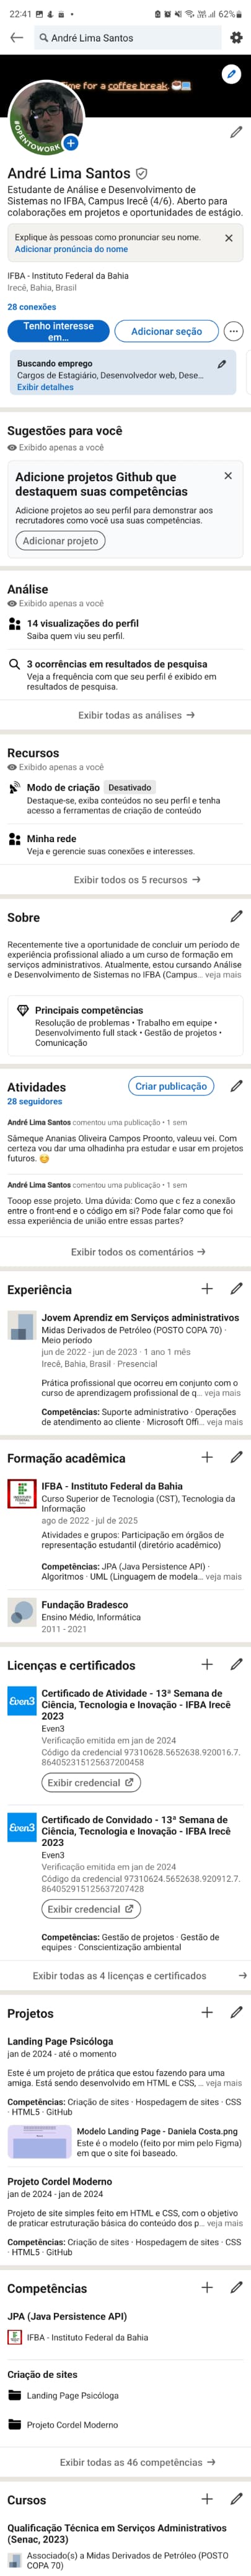 22:41
62%
André Lima Santos
Time for a coffee break.
#OPENTOWORK
André Lima Santos
Estudante de Análise e Desenvolvimento de
Sistemas no IFBA, Campus Irecê (4/6). Aberto para
colaborações em projetos e oportunidades de estágio.
Explique às pessoas como pronunciar seu nome.
Adicionar pronúncia do nome
IFBA - Instituto Federal da Bahia
Irecê, Bahia, Brasil
28 conexões
Tenho interesse
em...
Adicionar seção
Buscando emprego
Cargos de Estagiário, Desenvolvedor web, Dese...
Exibir detalhes
Sugestões para você
Exibido apenas a você
Adicione projetos Github que
destaquem suas competências
Adicione projetos ao seu perfil para demonstrar aos
recrutadores como você usa suas competências.
Adicionar projeto
Análise
Exibido apenas a você
14 visualizações do perfil
Saiba quem viu seu perfil.
3 ocorrências em resultados de pesquisa
Veja a frequência com que seu perfil é exibido em
resultados de pesquisa.
Exibir todas as análises →
Recursos
Exibido apenas a você
Modo de criação Desativado
Destaque-se, exiba conteúdos no seu perfil e tenha
acesso a ferramentas de criação de conteúdo
Minha rede
Veja e gerencie suas conexões e interesses.
Exibir todos os 5 recursos →
Sobre
Recentemente tive a oportunidade de concluir um período de
experiência profissional aliado a um curso de formação em
serviços administrativos. Atualmente, estou cursando Análise
e Desenvolvimento de Sistemas no IFBA (Campus... veja mais
Principais competências
Resolução de problemas • Trabalho em equipe •
Desenvolvimento full stack • Gestão de projetos •
Comunicação
Atividades
Criar publicação
28 seguidores
André Lima Santos comentou uma publicação • 1 sem
Sâmeque Ananias Oliveira Campos Proonto, valeu vei. Com
certeza vou dar uma olhadinha pra estudar e usar em projetos
futuros. 😊
André Lima Santos comentou uma publicação • 1 sem
Tooop esse projeto. Uma dúvida: Como que c fez a conexão
entre o front-end e o código em si? Pode falar como que foi
essa experiência de união entre essas partes?
Exibir todos os comentários →
Experiência
Jovem Aprendiz em Serviços administrativos
Midas Derivados de Petróleo (POSTO COPA 70) ·
Meio período
jun de 2022 - jun de 2023 · 1 ano 1 mês
Irecê, Bahia, Brasil · Presencial
Prática profissional que ocorreu em conjunto com o
curso de aprendizagem profissional de q... veja mais
Competências: Suporte administrativo · Operações
de atendimento ao cliente · Microsoft Offi... veja mais
Formação acadêmica
IFBA - Instituto Federal da Bahia
Curso Superior de Tecnologia (CST), Tecnologia da
Informação
ago de 2022 - jul de 2025
Atividades e grupos: Participação em órgãos de
representação estudantil (diretório acadêmico)
Competências: JPA (Java Persistence API) ·
Algoritmos · UML (Linguagem de modela... veja mais
Fundação Bradesco
Ensino Médio, Informática
2011 - 2021
Licenças e certificados
Even3
Certificado de Atividade - 13ª Semana de
Ciência, Tecnologia e Inovação - IFBA Irecê
2023
Even3
Verificação emitida em jan de 2024
Código da credencial 97310628.5652638.920016.7.
864052315125637200458
Exibir credencial
Even3
Certificado de Convidado - 13ª Semana de
Ciência, Tecnologia e Inovação - IFBA Irecê
2023
Even3
Verificação emitida em jan de 2024
Código da credencial 97310624.5652638.920912.7.
864052915125637207428
Exibir credencial
Competências: Gestão de projetos · Gestão de
equipes · Conscientização ambiental
Exibir todas as 4 licenças e certificados →
Projetos
Landing Page Psicóloga
jan de 2024 - até o momento
Este é um projeto de prática que estou fazendo para uma
amiga. Está sendo desenvolvido em HTML e CSS, ... veja mais
Competências: Criação de sites · Hospedagem de sites · CSS
· HTML5 · GitHub
Modelo Landing Page - Daniela Costa.png
Este é o modelo (feito por mim pelo Figma)
em que o site foi baseado.
Projeto Cordel Moderno
jan de 2024 - jan de 2024
Projeto de site simples feito em HTML e CSS, com o objetivo
de praticar estruturação básica do conteúdo dos p... veja mais
Competências: Criação de sites · Hospedagem de sites · CSS
· HTML5 · GitHub
Competências
JPA (Java Persistence API)
IFBA - Instituto Federal da Bahia
Criação de sites
Landing Page Psicóloga
Projeto Cordel Moderno
Exibir todas as 46 competências →
Cursos
Qualificação Técnica em Serviços Administrativos
(Senac, 2023)
Associado(s) a Midas Derivados de Petróleo (POSTO
COPA 70)